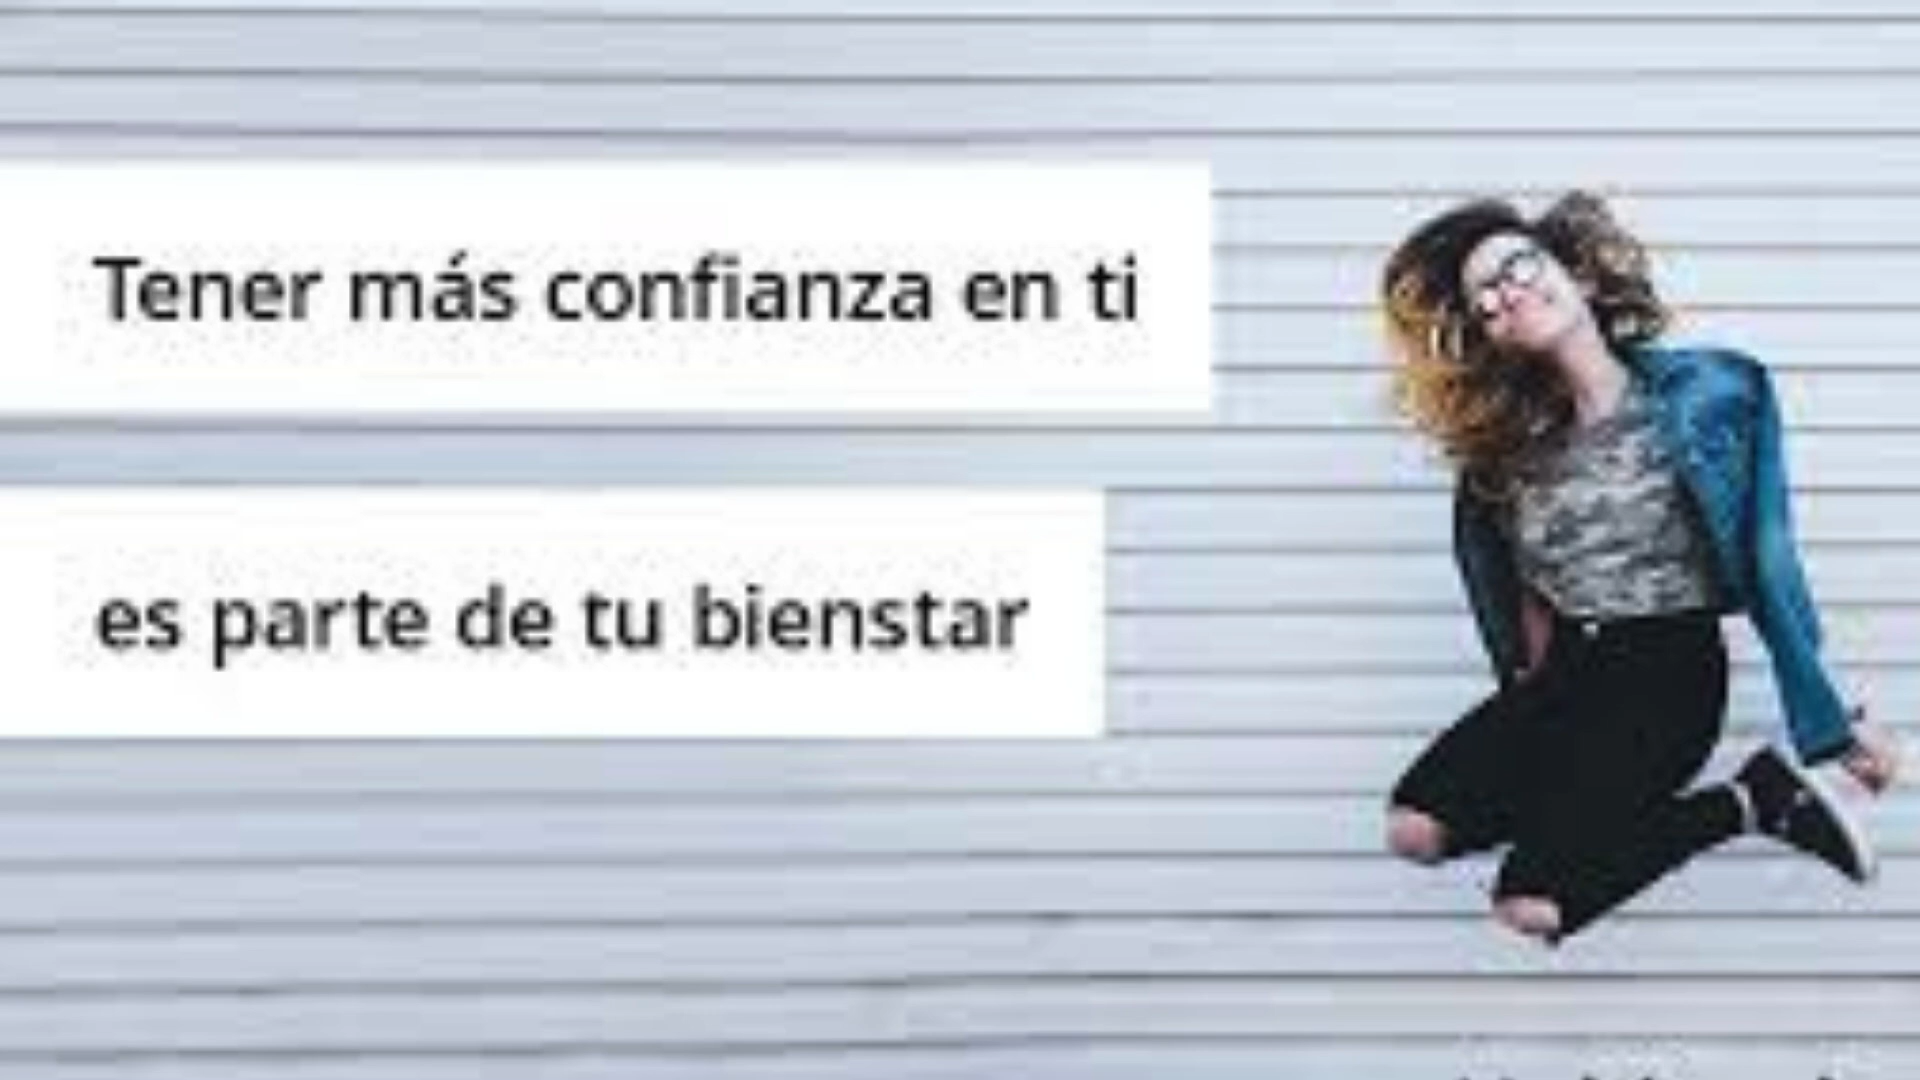 Tener más confianza en ti
es parte de tu bienstar